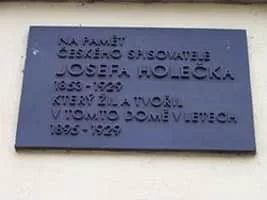 NA PAMĚŤ
ČESKÉHO SPISOVATELE
JOSEFA HOLEČKA
1853-1929
KTERÝ ŽIL A TVOŘIL
V TOMTO DOMĚ V LETECH
1895-1929